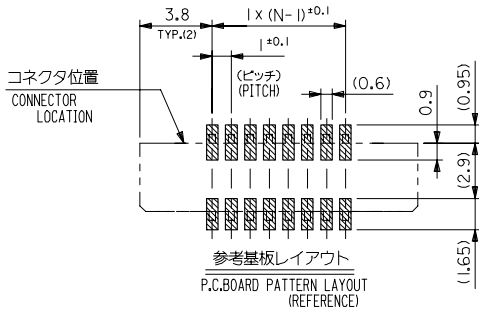 3.8
TYP.(2)
1×(N-1)±0.1
1±0.1
(ピッチ)
(PITCH)
(0.6)
0.9
(0.95)
(2.9)
(1.65)
コネクタ位置
CONNECTOR
LOCATION
参考基板レイアウト
P.C.BOARD PATTERN LAYOUT
(REFERENCE)